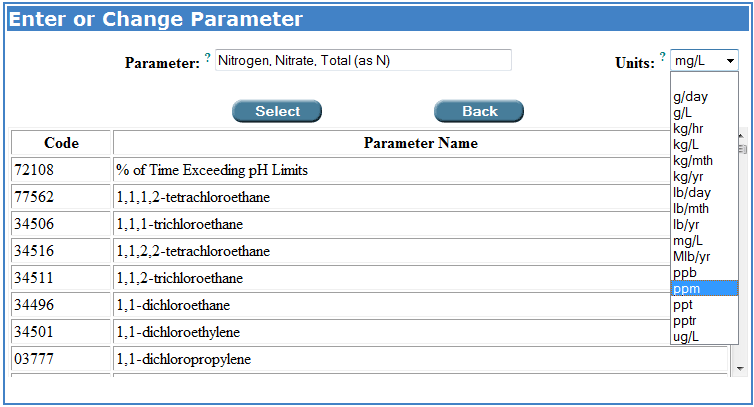 Enter or Change Parameter
Parameter: ? Nitrogen, Nitrate, Total (as N) Units: ? mg/L
Select Back
Code Parameter Name
72108 % of Time Exceeding pH Limits
77562 1,1,1,2-tetrachloroethane
34506 1,1,1-trichloroethane
34516 1,1,2,2-tetrachloroethane
34511 1,1,2-trichloroethane
34496 1,1-dichloroethane
34501 1,1-dichloroethylene
03777 1,1-dichloropropylene
g/day
g/L
kg/hr
kg/L
kg/mth
kg/yr
lb/day
lb/mth
lb/yr
mg/L
Mlb/yr
ppb
ppm
ppt
pptr
ug/L